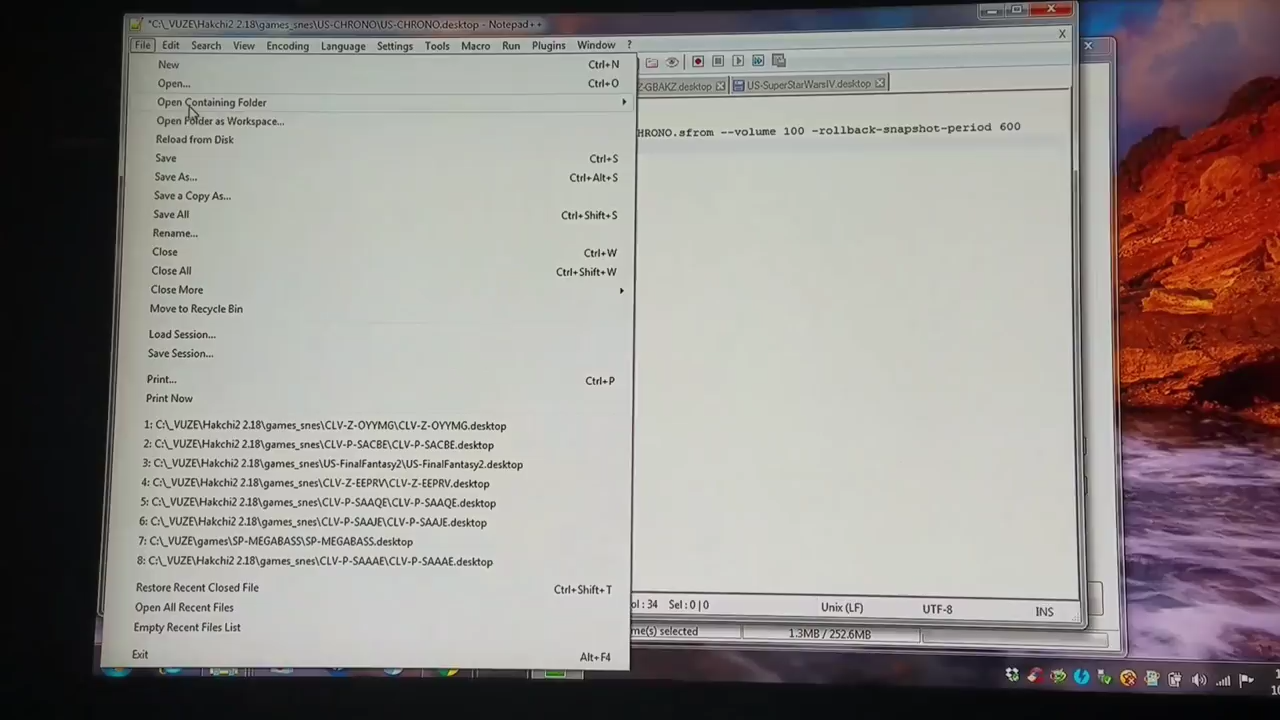 *C:\_VUZE\Hakchi2 2.18\games_snes\US-CHRONO\US-CHRONO.desktop - Notepad++
File Edit Search View Encoding Language Settings Tools Macro Run Plugins Window ?
X
New Ctrl+N
Open... Ctrl+O
Z-GBAKZ.desktop US-SuperStarWarsIV.desktop
Open Containing Folder
Open Folder as Workspace...
HRONO.sfrom --volume 100 -rollback-snapshot-period 600
Reload from Disk
Save Ctrl+S
Save As... Ctrl+Alt+S
Save a Copy As...
Save All Ctrl+Shift+S
Rename...
Close Ctrl+W
Close All Ctrl+Shift+W
Close More
Move to Recycle Bin
Load Session...
Save Session...
Print... Ctrl+P
Print Now
1: C:\_VUZE\Hakchi2 2.18\games_snes\CLV-Z-OYYMG\CLV-Z-OYYMG.desktop
2: C:\_VUZE\Hakchi2 2.18\games_snes\CLV-P-SACBE\CLV-P-SACBE.desktop
3: C:\_VUZE\Hakchi2 2.18\games_snes\US-FinalFantasy2\US-FinalFantasy2.desktop
4: C:\_VUZE\Hakchi2 2.18\games_snes\CLV-Z-EEPRV\CLV-Z-EEPRV.desktop
5: C:\_VUZE\Hakchi2 2.18\games_snes\CLV-P-SAAQE\CLV-P-SAAQE.desktop
6: C:\_VUZE\Hakchi2 2.18\games_snes\CLV-P-SAAJE\CLV-P-SAAJE.desktop
7: C:\_VUZE\games\SP-MEGABASS\SP-MEGABASS.desktop
8: C:\_VUZE\Hakchi2 2.18\games_snes\CLV-P-SAAAE\CLV-P-SAAAE.desktop
Restore Recent Closed File Ctrl+Shift+T
Open All Recent Files
Empty Recent Files List
Exit Alt+F4
ol : 34 Sel : 0 | 0 Unix (LF) UTF-8 INS
me(s) selected 1.3MB / 252.6MB